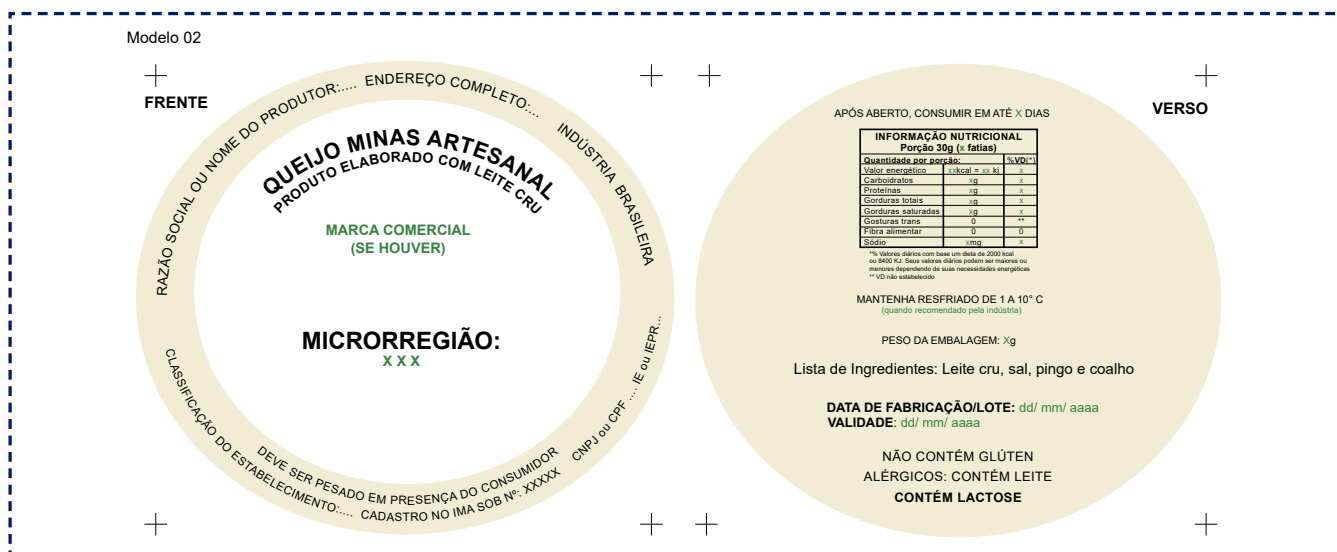 Modelo 02
FRENTE
RAZÃO SOCIAL OU NOME DO PRODUTOR:.... ENDEREÇO COMPLETO:... INDÚSTRIA BRASILEIRA
QUEIJO MINAS ARTESANAL
PRODUTO ELABORADO COM LEITE CRU
MARCA COMERCIAL
(SE HOUVER)
MICRORREGIÃO:
X X X
DEVE SER PESADO EM PRESENÇA DO CONSUMIDOR
CLASSIFICAÇÃO DO ESTABELECIMENTO:.... CADASTRO NO IMA SOB Nº: XXXXX CNPJ ou CPF .... IE ou IEPR...
VERSO
APÓS ABERTO, CONSUMIR EM ATÉ X DIAS
INFORMAÇÃO NUTRICIONAL
Porção 30g (x fatias)
Quantidade por porção: %VD(*)
Valor energético xxkcal = xx kj x
Carboidratos xg x
Proteínas xg x
Gorduras totais xg x
Gorduras saturadas xg x
Gosturas trans 0 **
Fibra alimentar 0 0
Sódio xmg x
*% Valores diários com base um dieta de 2000 kcal
ou 8400 KJ. Seus valores diários podem ser maiores ou
menores dependendo de suas necessidades energéticas
** VD não estabelecido
MANTENHA RESFRIADO DE 1 A 10° C
(quando recomendado pela indústria)
PESO DA EMBALAGEM: Xg
Lista de Ingredientes: Leite cru, sal, pingo e coalho
DATA DE FABRICAÇÃO/LOTE: dd/ mm/ aaaa
VALIDADE: dd/ mm/ aaaa
NÃO CONTÉM GLÚTEN
ALÉRGICOS: CONTÉM LEITE
CONTÉM LACTOSE